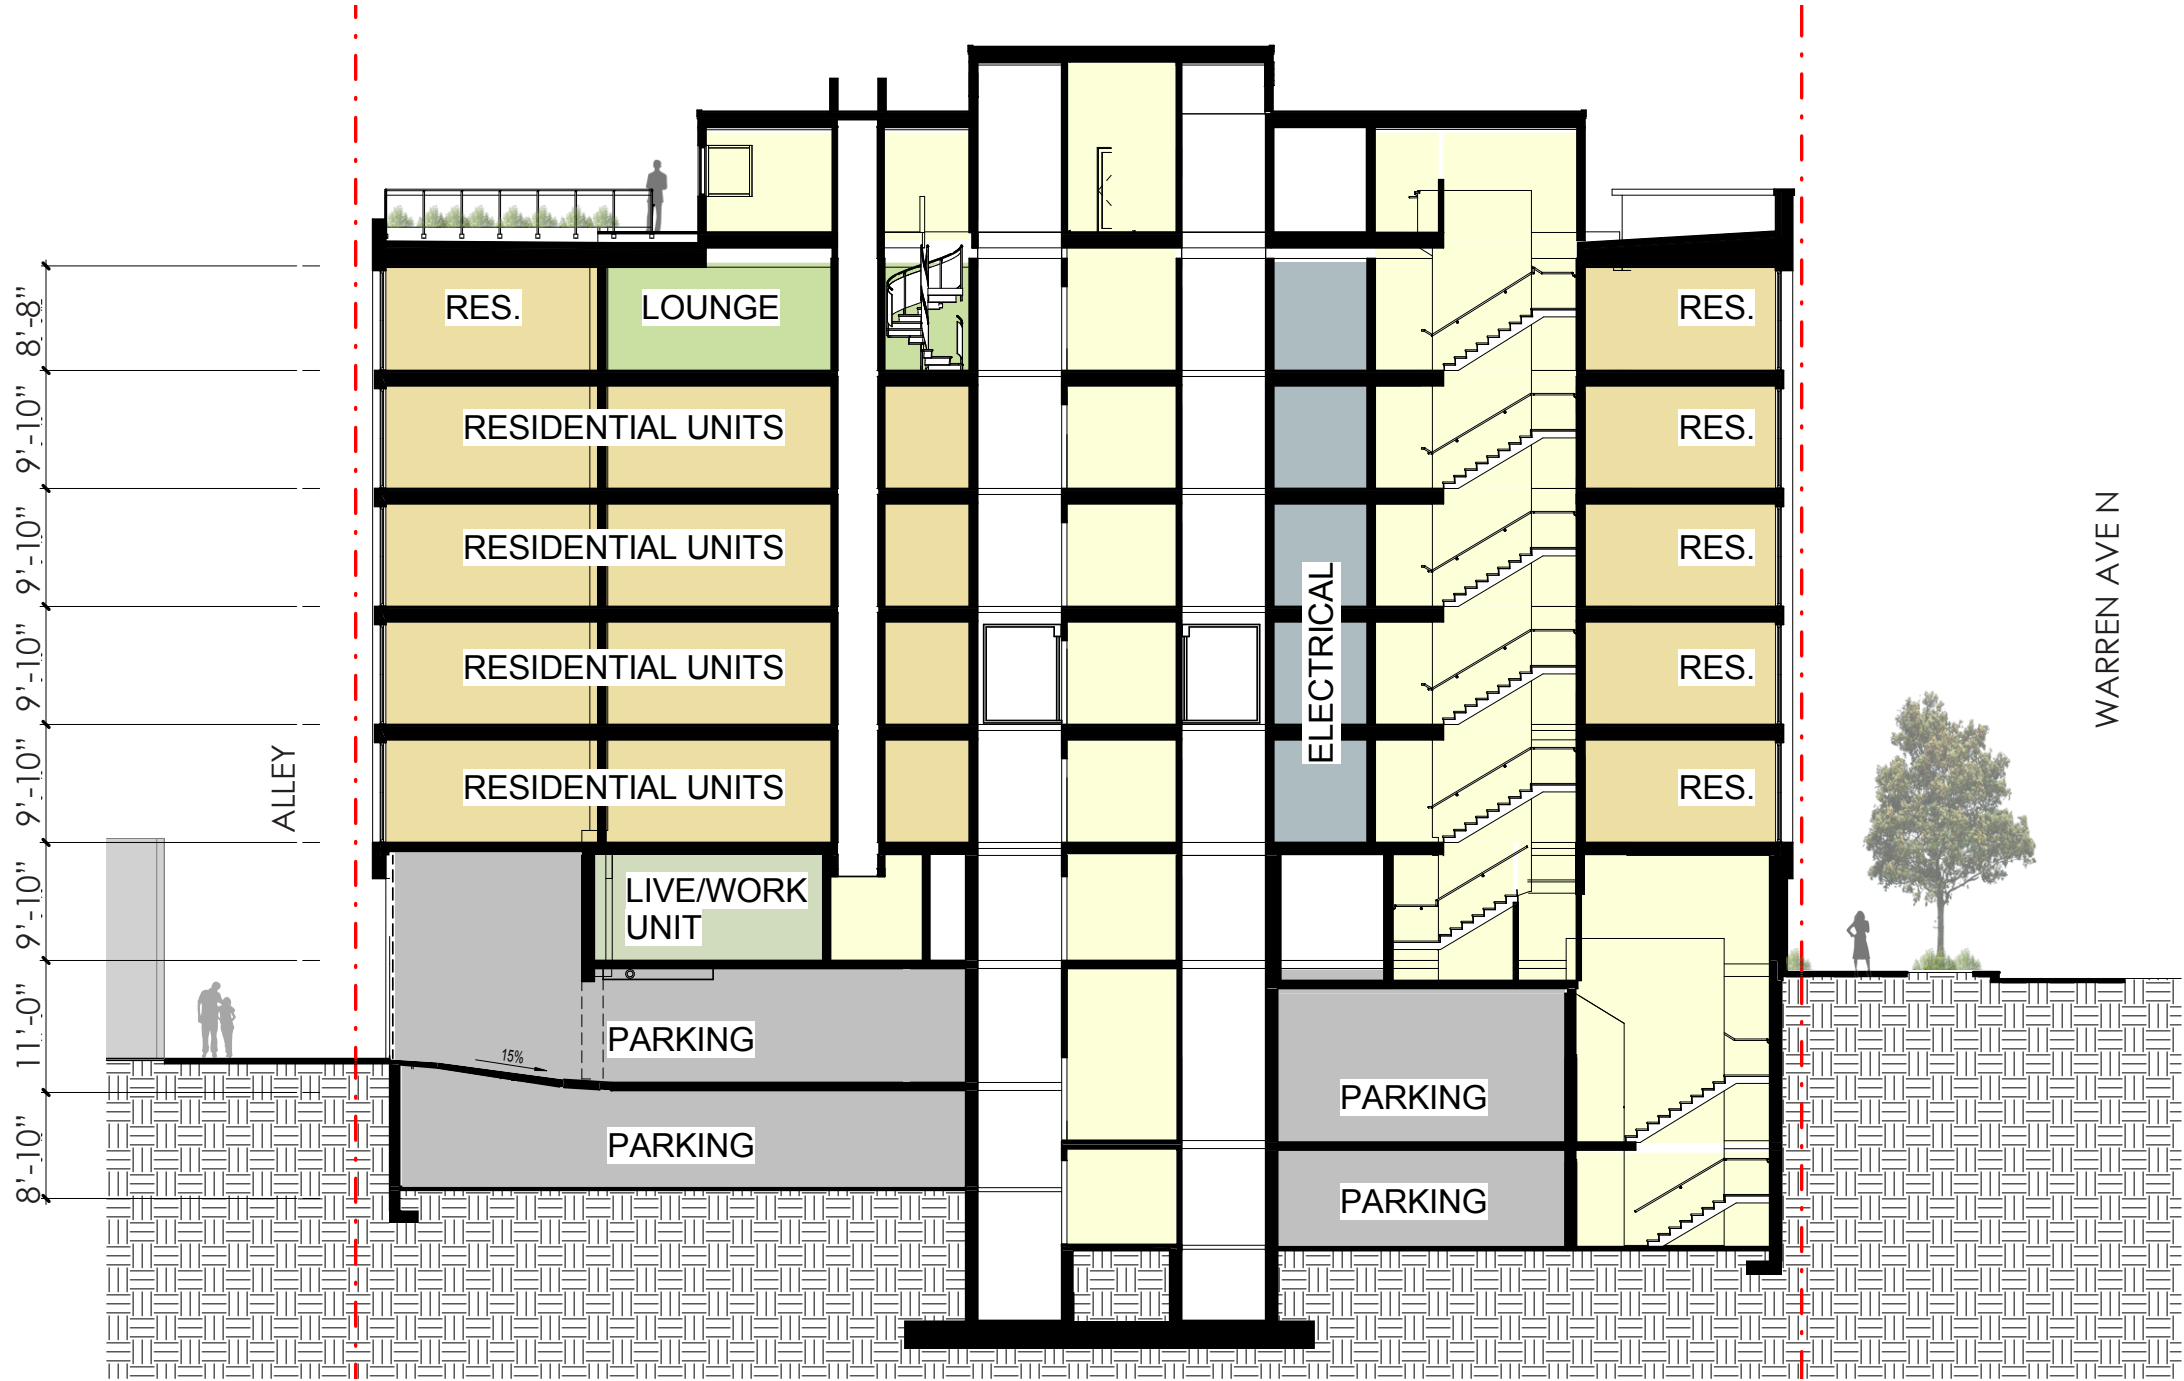 RES.
LOUNGE
RES.
8'-8"
RESIDENTIAL UNITS
RES.
9'-10"
RESIDENTIAL UNITS
RES.
9'-10"
RESIDENTIAL UNITS
ELECTRICAL
RES.
9'-10"
RESIDENTIAL UNITS
RES.
9'-10"
ALLEY
WARREN AVE N
LIVE/WORK
UNIT
9'-10"
PARKING
15%
11'-0"
PARKING
PARKING
8'-10"
PARKING